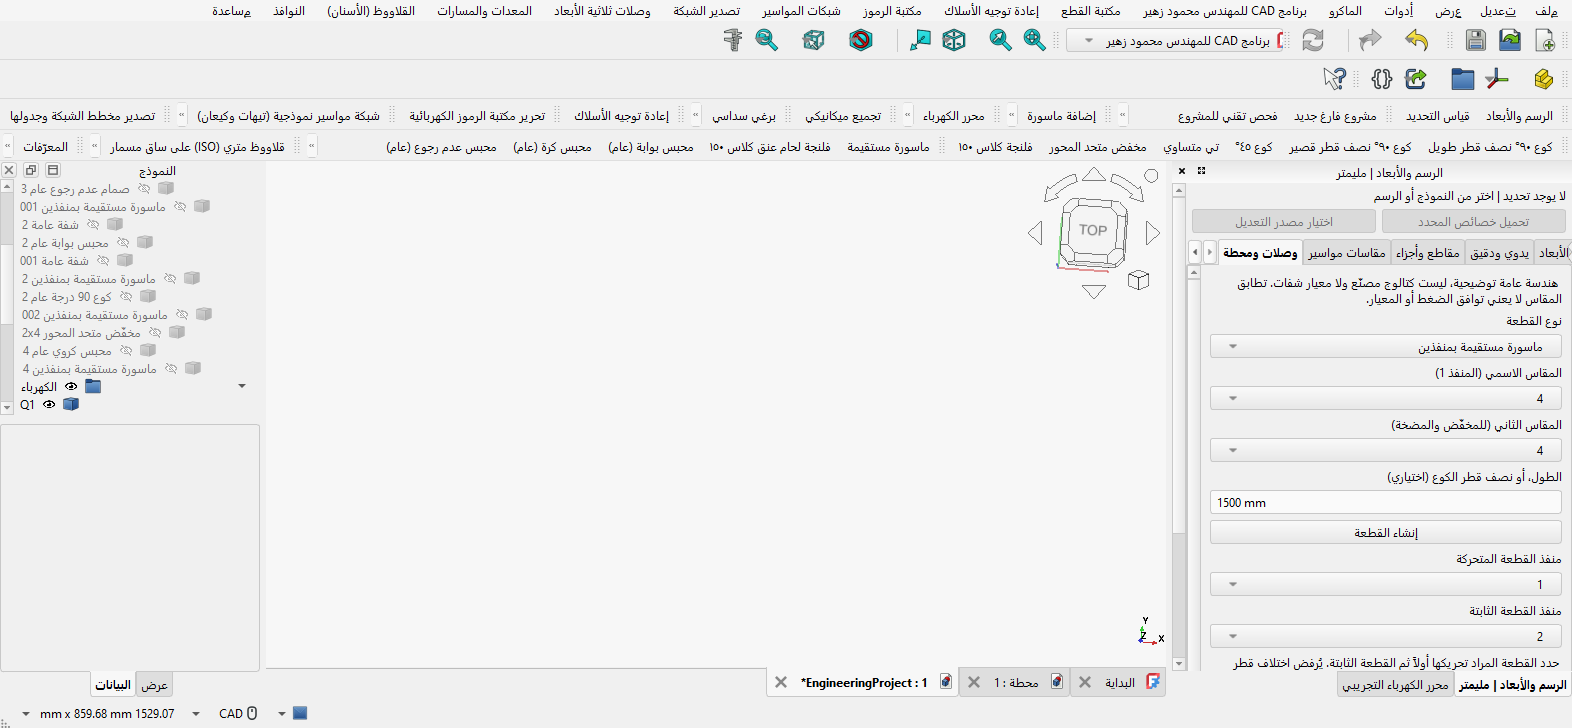 ملف تعديل عرض أدوات الماكرو برنامج CAD للمهندس محمود زهير مكتبة القطع إعادة توجيه الأسلاك مكتبة الرموز شبكات المواسير تصدير الشبكة وصلات ثلاثية الأبعاد المعدات والمسارات القلاووظ (الأسنان) النوافذ مساعدة
برنامج CAD للمهندس محمود زهير
الرسم والأبعاد قياس التحديد مشروع فارغ جديد فحص تقني للمشروع إضافة ماسورة محرر الكهرباء تجميع ميكانيكي برغي سداسي إعادة توجيه الأسلاك تحرير مكتبة الرموز الكهربائية شبكة مواسير نموذجية (تيهات وكيعان) تصدير مخطط الشبكة وجدولها
كوع ٩٠° نصف قطر طويل كوع ٩٠° نصف قطر قصير كوع ٤٥° تي متساوي مخفض متحد المحور فلنجة كلاس ١٥٠ ماسورة مستقيمة فلنجة لحام عنق كلاس ١٥٠ محبس بوابة (عام) محبس كرة (عام) محبس عدم رجوع (عام) قلاووظ متري (ISO) على ساق مسمار المعرّفات
الرسم والأبعاد | مليمتر
لا يوجد تحديد | اختر من النموذج أو الرسم
تحميل خصائص المحدد اختيار مصدر التعديل
الأبعاد يدوي ودقيق مقاطع وأجزاء مقاسات مواسير وصلات ومحطة
هندسة عامة توضيحية، ليست كتالوج مصنّع ولا معيار شفات. تطابق
المقاس لا يعني توافق الضغط أو المعيار.
نوع القطعة
ماسورة مستقيمة بمنفذين
المقاس الاسمي (المنفذ 1)
4
المقاس الثاني (للمخفّض والمضخة)
4
الطول، أو نصف قطر الكوع (اختياري)
1500 mm
إنشاء القطعة
منفذ القطعة المتحركة
1
منفذ القطعة الثابتة
2
حدد القطعة المراد تحريكها أولاً ثم القطعة الثابتة. يُرفض اختلاف قطر
الرسم والأبعاد | مليمتر محرر الكهرباء التجريبي
TOP
Y
Z X
النموذج
صمام عدم رجوع عام 3
ماسورة مستقيمة بمنفذين 001
شفة عامة 2
محبس بوابة عام 2
شفة عامة 001
ماسورة مستقيمة بمنفذين 2
كوع 90 درجة عام 2
ماسورة مستقيمة بمنفذين 002
مخفّض متحد المحور 2x4
محبس كروي عام 4
ماسورة مستقيمة بمنفذين 4
الكهرباء
Q1
البداية محطة : 1 EngineeringProject : 1*
عرض البيانات
CAD mm x 859.68 mm 1529.07